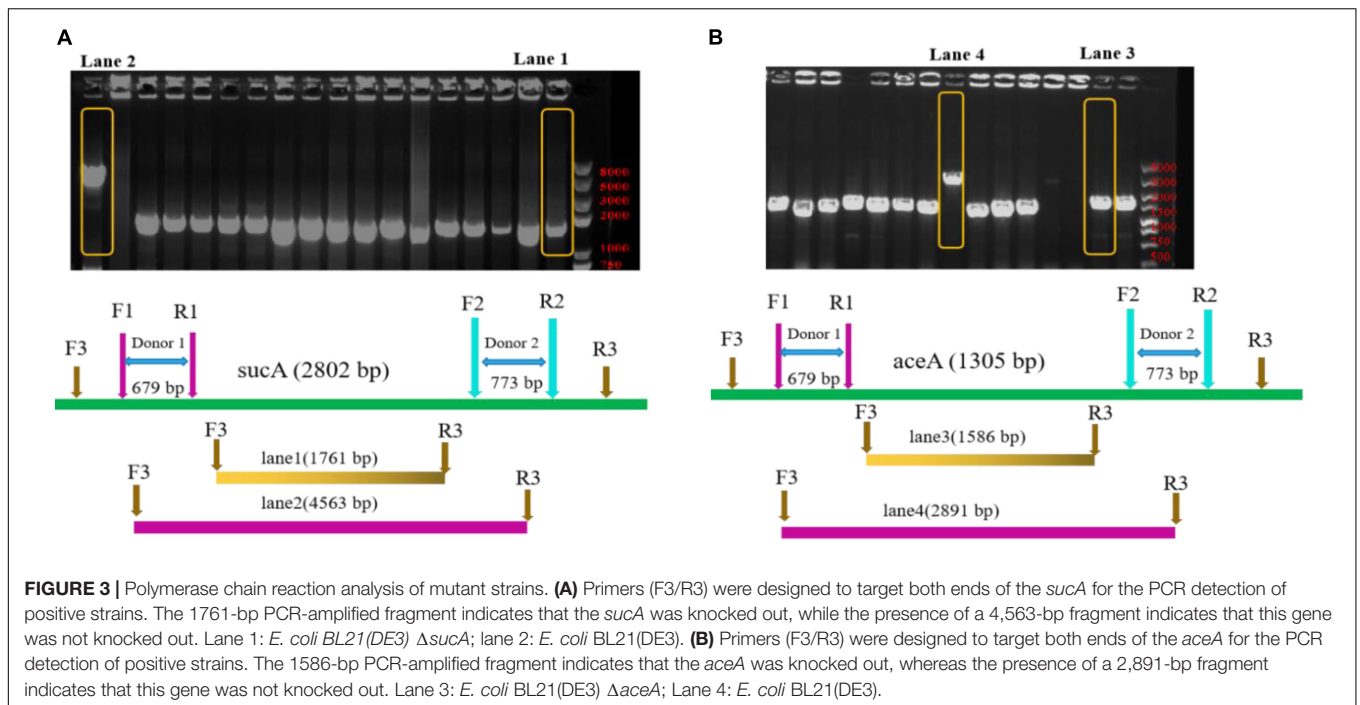 A
B
Lane 2
Lane 1
Lane 4
Lane 3
8000
5000
3000
2000
1000
750
2000
1500
1000
750
500
F3
F1
R1
Donor 1
679 bp
sucA (2802 bp)
F2
R2
Donor 2
773 bp
R3
F3
R3
lane1(1761 bp)
F3
R3
lane2(4563 bp)
F3
F1
R1
Donor 1
679 bp
aceA (1305 bp)
F2
R2
Donor 2
773 bp
R3
F3
R3
lane3(1586 bp)
F3
R3
lane4(2891 bp)
FIGURE 3 | Polymerase chain reaction analysis of mutant strains. (A) Primers (F3/R3) were designed to target both ends of the sucA for the PCR detection of
positive strains. The 1761-bp PCR-amplified fragment indicates that the sucA was knocked out, while the presence of a 4,563-bp fragment indicates that this gene
was not knocked out. Lane 1: E. coli BL21(DE3) ΔsucA; lane 2: E. coli BL21(DE3). (B) Primers (F3/R3) were designed to target both ends of the aceA for the PCR
detection of positive strains. The 1586-bp PCR-amplified fragment indicates that the aceA was knocked out, whereas the presence of a 2,891-bp fragment
indicates that this gene was not knocked out. Lane 3: E. coli BL21(DE3) ΔaceA; Lane 4: E. coli BL21(DE3).